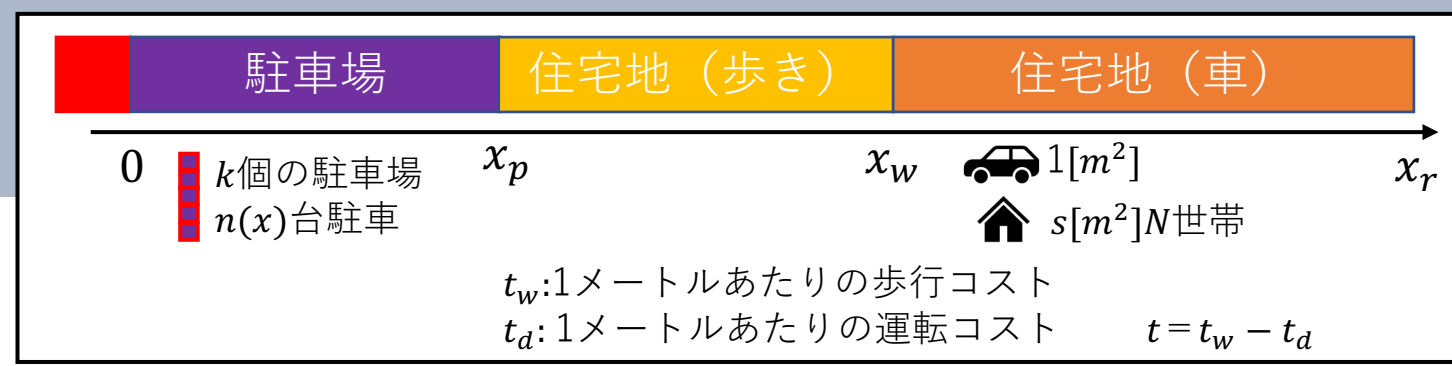 駐車場 住宅地（歩き） 住宅地（車）
0 x_p x_w x_r
k個の駐車場
n(x)台駐車
1[m²]
s[m²]N世帯
t_w:1メートルあたりの歩行コスト
t_d: 1メートルあたりの運転コスト t = t_w − t_d